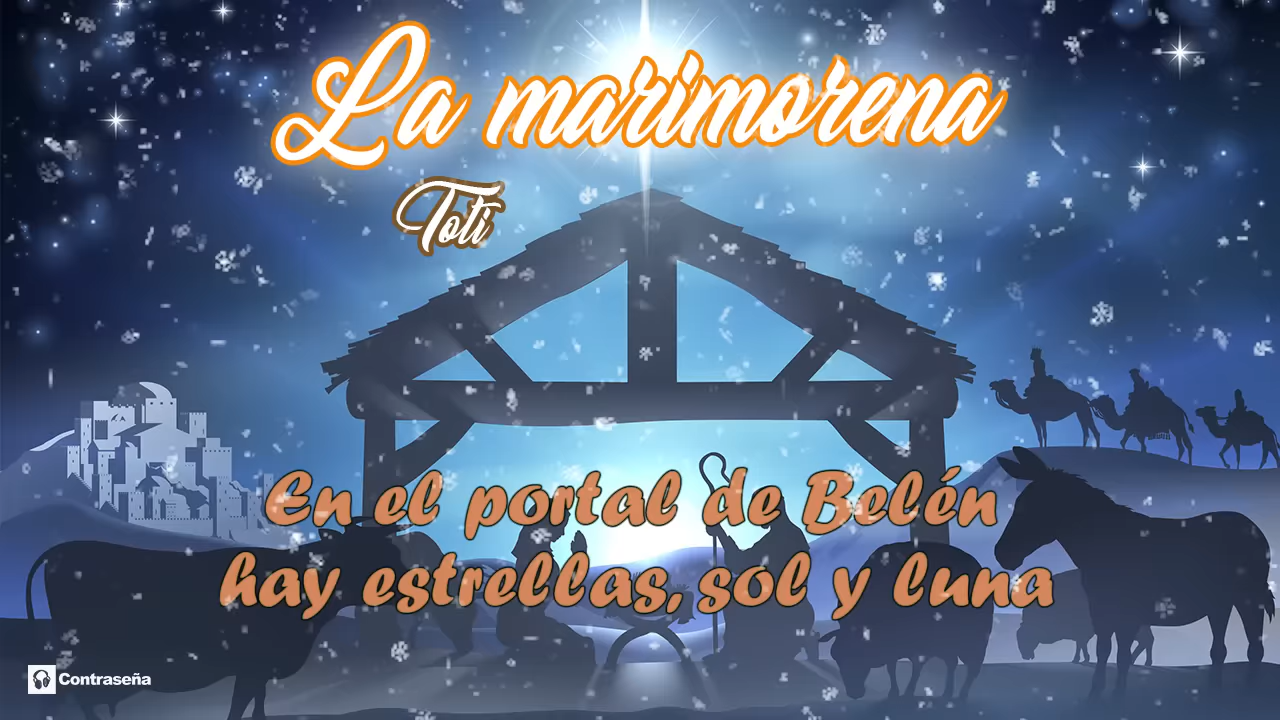 La marimorena
Toti
En el portal de Belén
hay estrellas, sol y luna
Contraseña